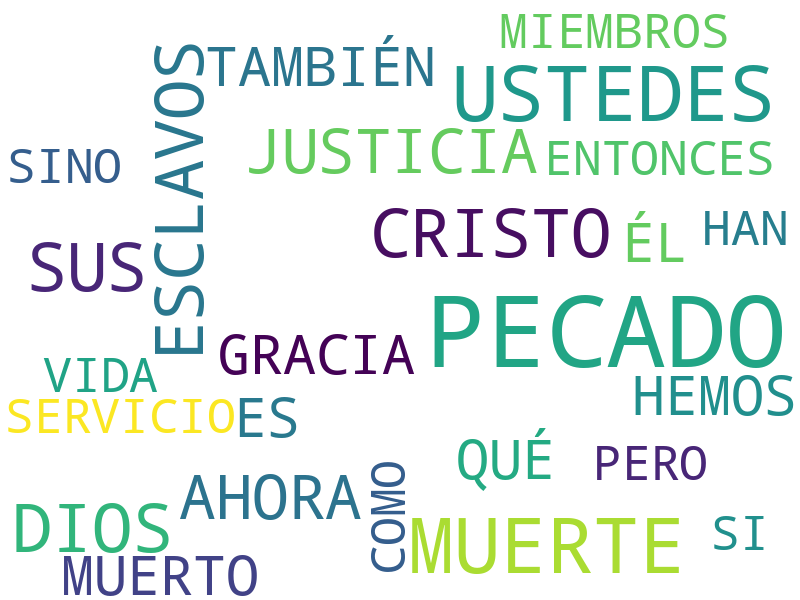 MIEMBROS
TAMBIÉN
USTEDES
ESCLAVOS
JUSTICIA
ENTONCES
SINO
CRISTO
ÉL
HAN
SUS
PECADO
GRACIA
VIDA
HEMOS
SERVICIO
ES
QUÉ
PERO
AHORA
COMO
DIOS
MUERTE
SI
MUERTO